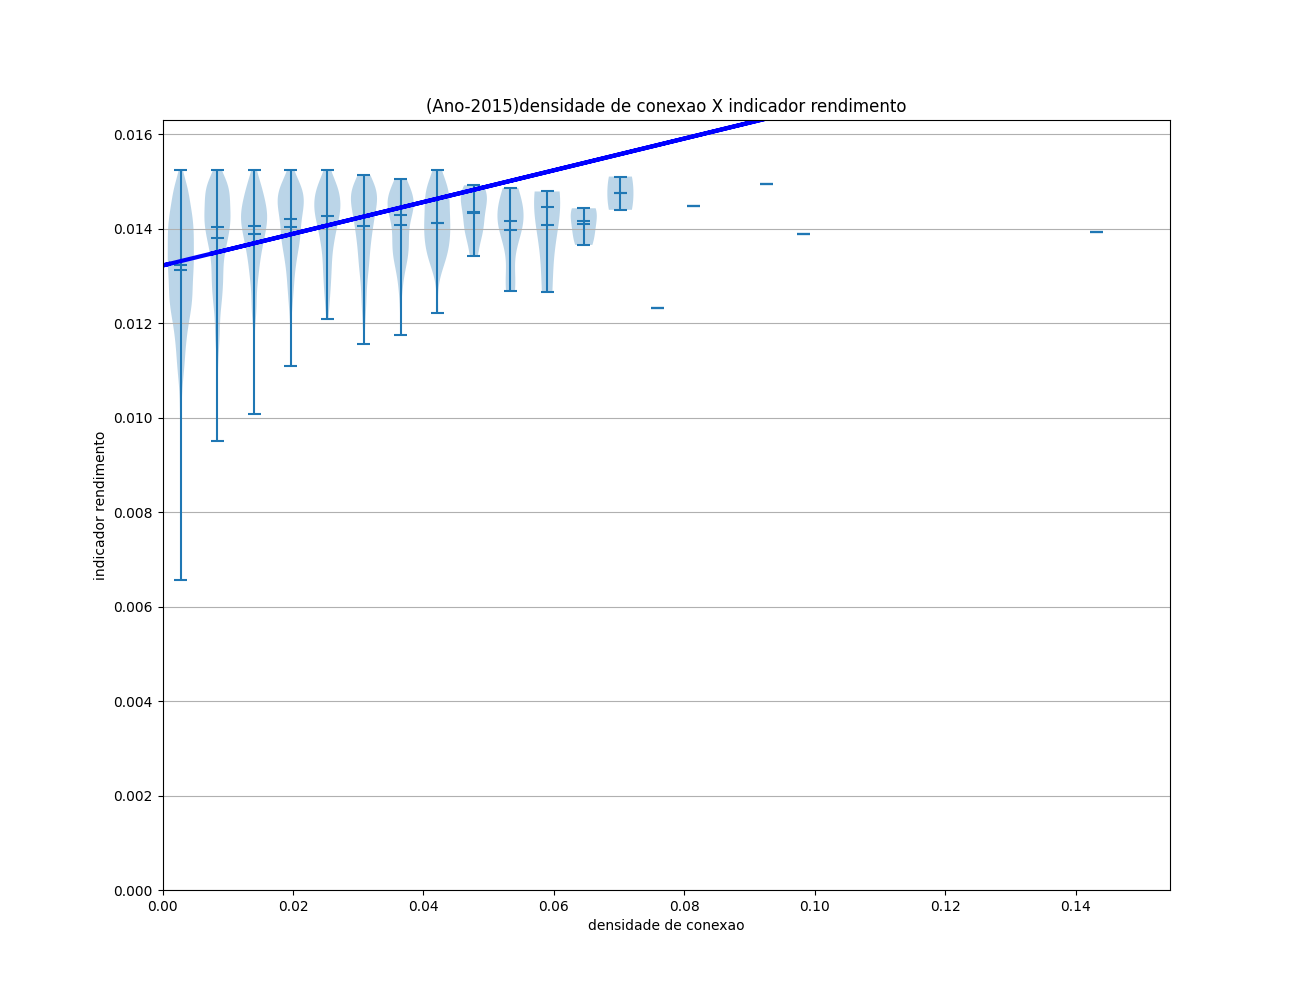 (Ano-2015)densidade de conexao X indicador rendimento
0.016
0.014
0.012
0.010
0.008
0.006
0.004
0.002
0.000
indicador rendimento
0.00 0.02 0.04 0.06 0.08 0.10 0.12 0.14
densidade de conexao